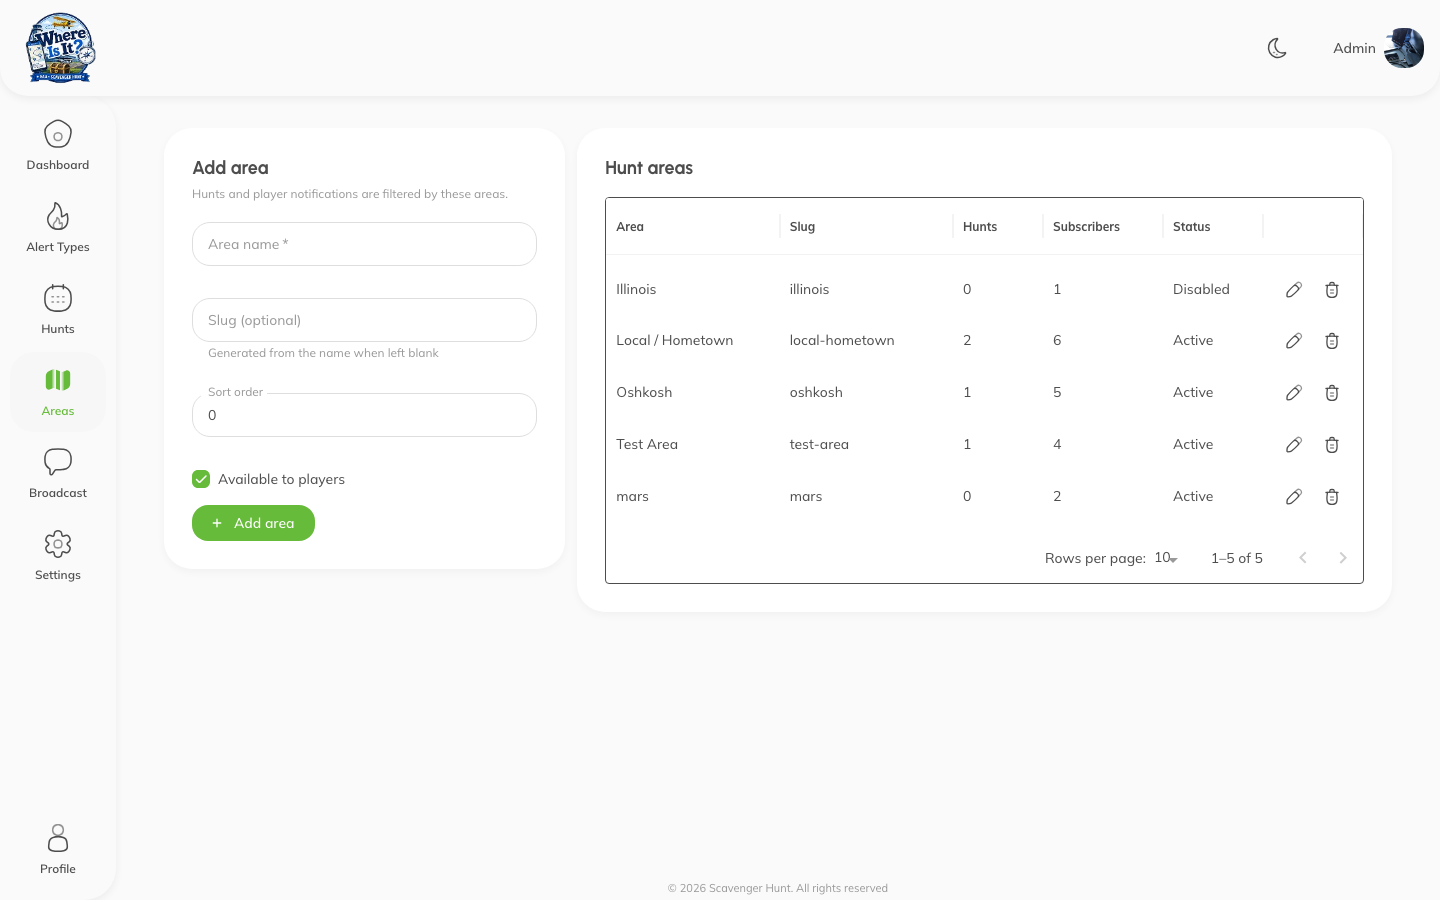 Where
Is It?
SCAVENGER HUNT
Admin
Dashboard
Alert Types
Hunts
Areas
Broadcast
Settings
Profile
Add area
Hunts and player notifications are filtered by these areas.
Area name *
Slug (optional)
Generated from the name when left blank
Sort order
0
Available to players
+ Add area
Hunt areas
Area Slug Hunts Subscribers Status
Illinois illinois 0 1 Disabled
Local / Hometown local-hometown 2 6 Active
Oshkosh oshkosh 1 5 Active
Test Area test-area 1 4 Active
mars mars 0 2 Active
Rows per page: 10 1–5 of 5
© 2026 Scavenger Hunt. All rights reserved